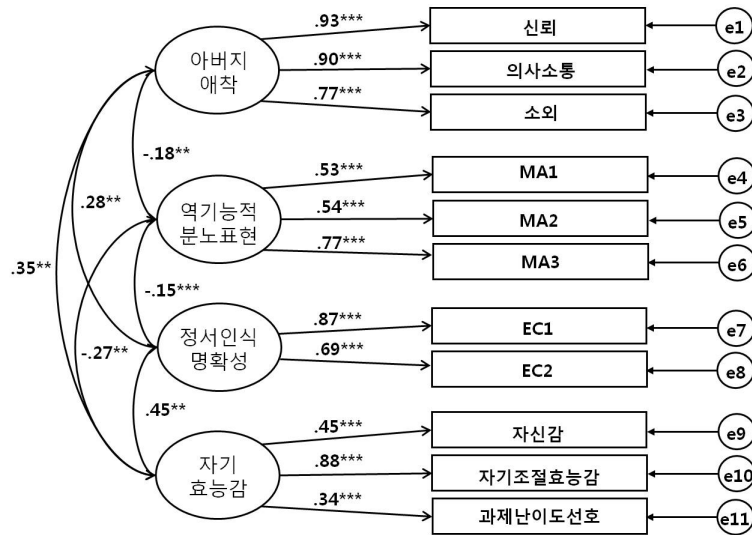 .93***
신뢰
e1
아버지
애착
.90***
의사소통
e2
.77***
소외
e3
-.18**
.53***
MA1
e4
.28**
역기능적
분노표현
.54***
MA2
e5
.77***
MA3
e6
.35**
-.15***
.87***
EC1
e7
-.27**
정서인식
명확성
.69***
EC2
e8
.45**
.45***
자신감
e9
자기
효능감
.88***
자기조절효능감
e10
.34***
과제난이도선호
e11